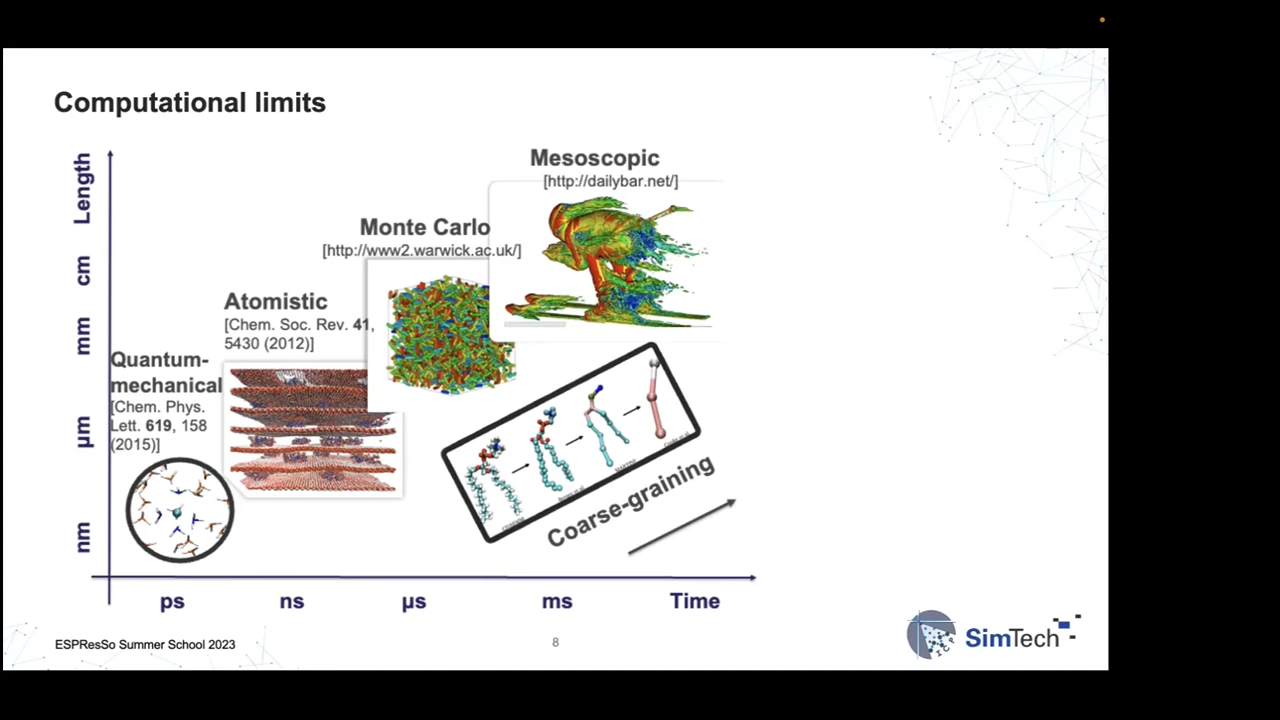 Computational limits
Length
cm
mm
µm
nm
Mesoscopic
[http://dailybar.net/]
Monte Carlo
[http://www2.warwick.ac.uk/]
Atomistic
[Chem. Soc. Rev. 41,
5430 (2012)]
Quantum-
mechanical
[Chem. Phys.
Lett. 619, 158
(2015)]
Coarse-graining
ps
ns
µs
ms
Time
ESPResSo Summer School 2023
8
ICP
SimTech